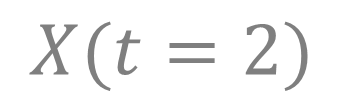 X(t = 2)